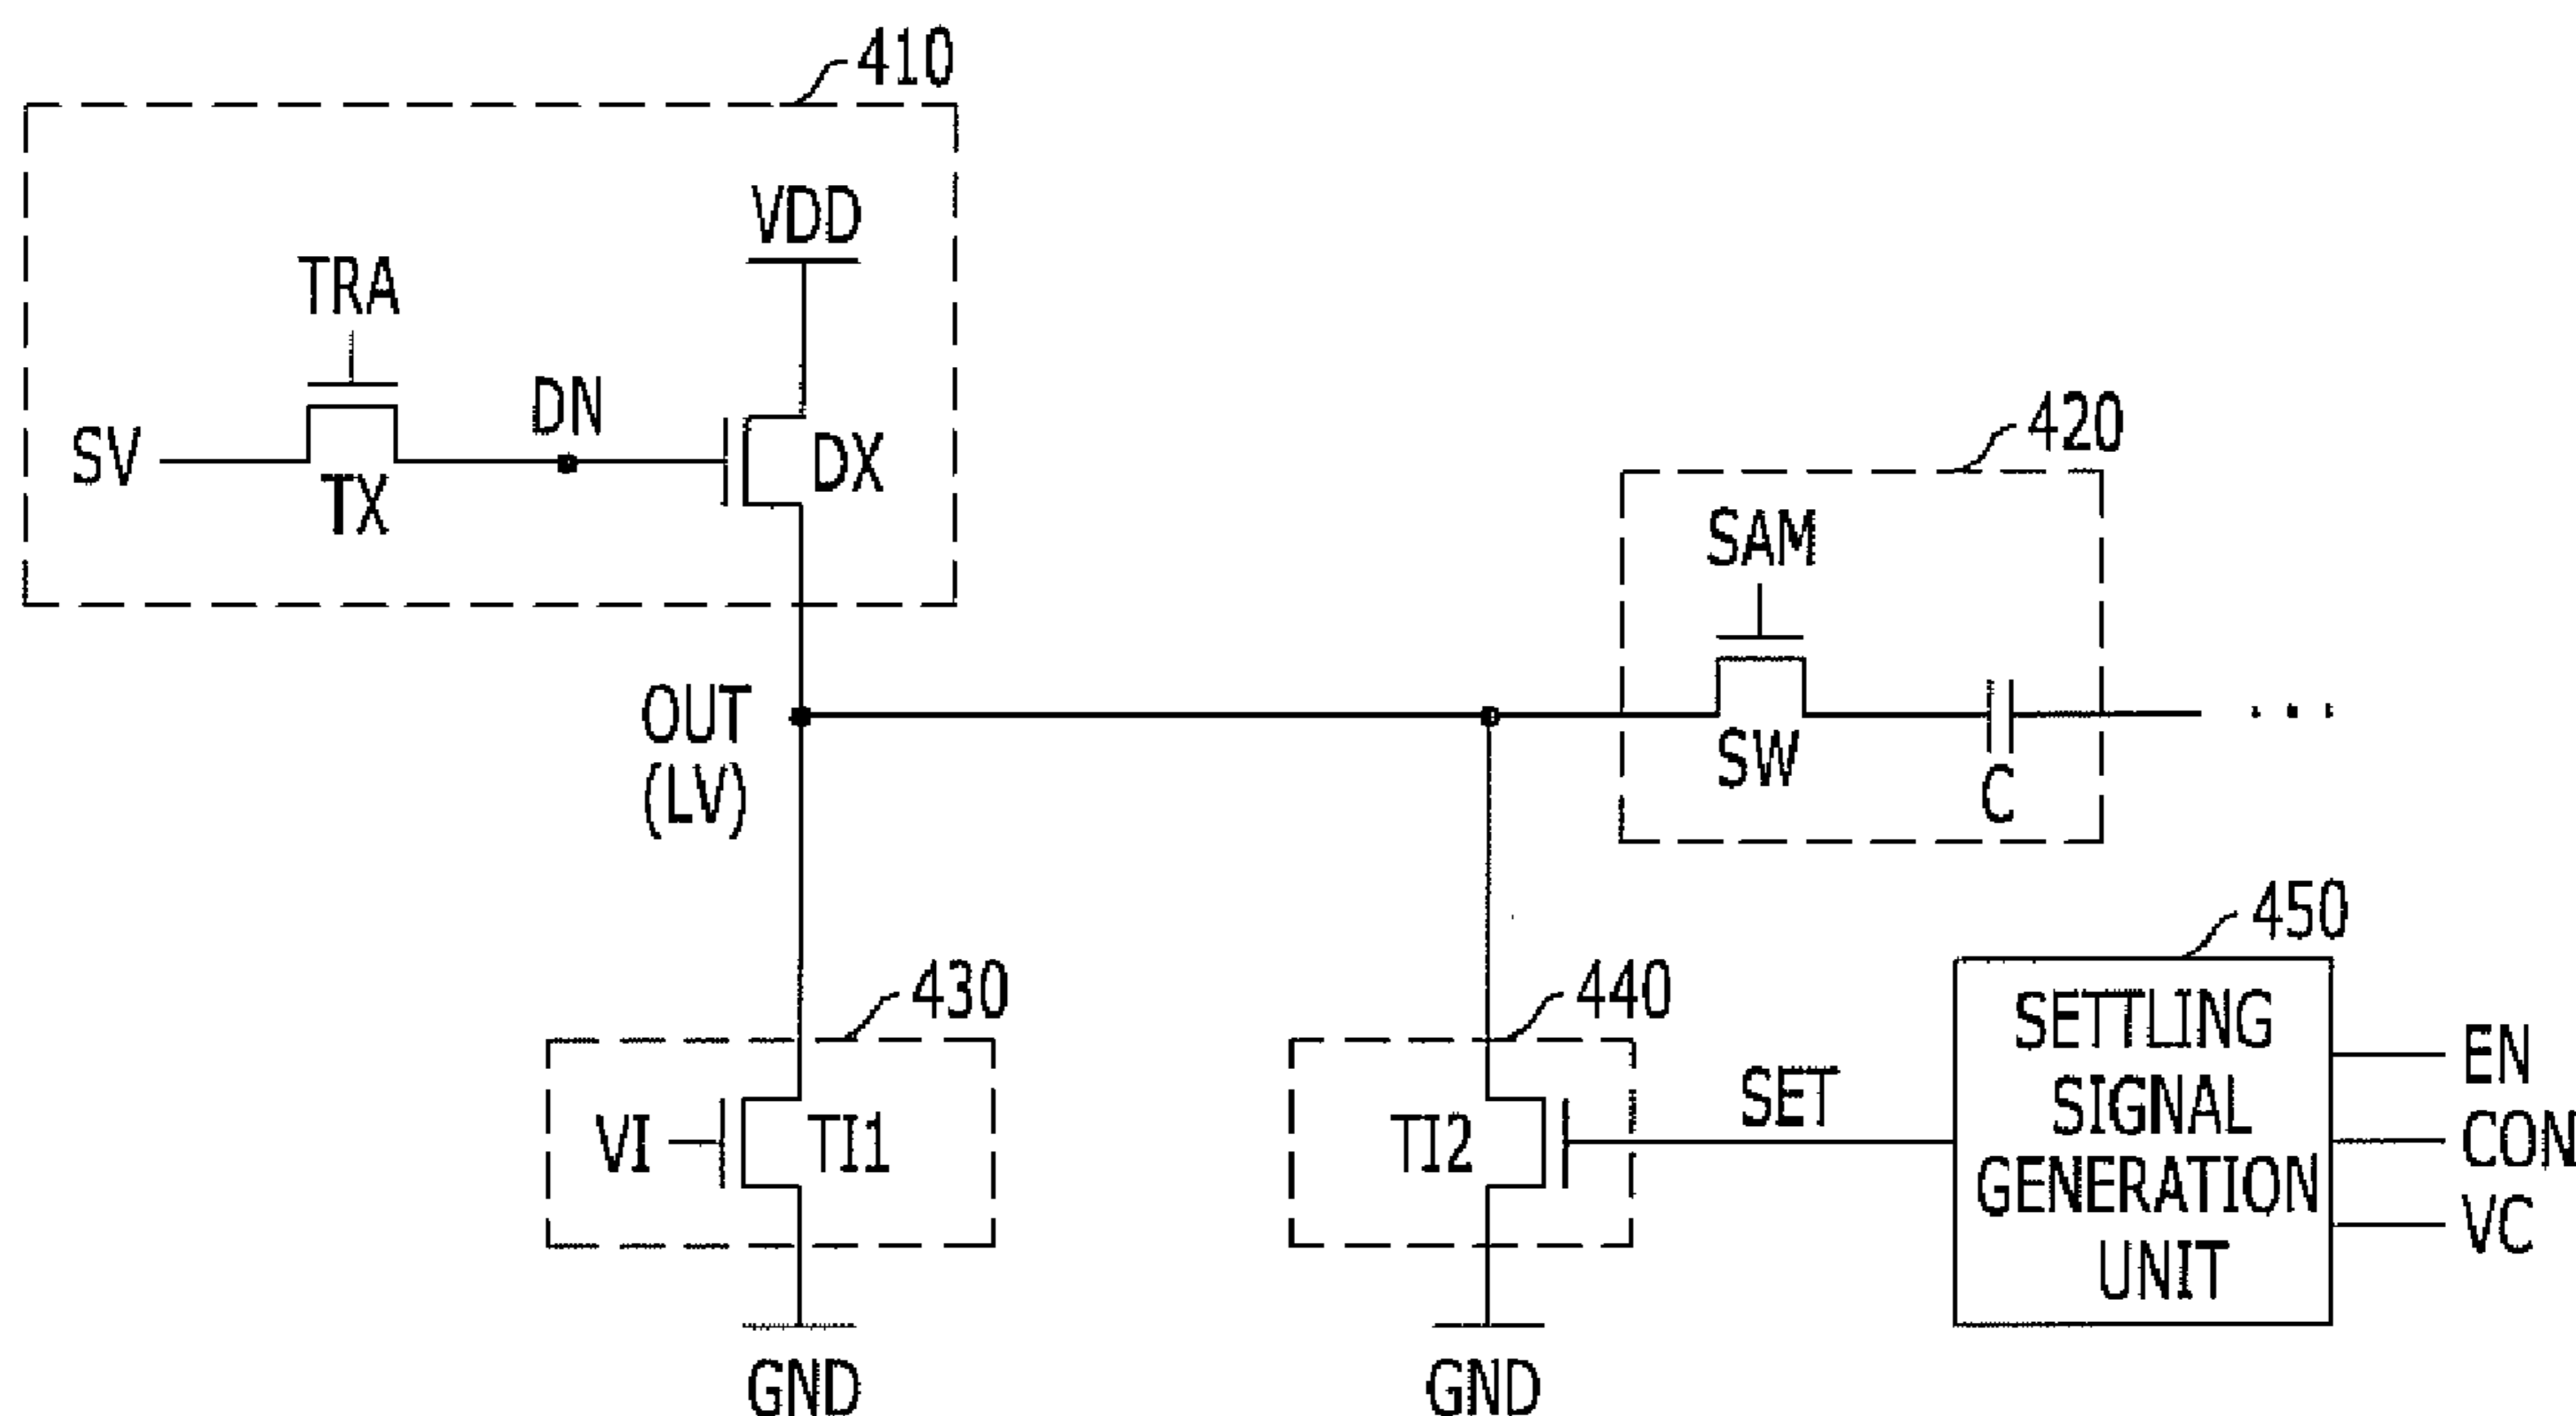 410
VDD
TRA
DN
SV
DX
TX
420
SAM
OUT
(LV)
SW
C
450
430
440
SETTLING
SIGNAL
GENERATION
UNIT
EN
CON
VC
SET
VI
TI1
TI2
GND
GND
. . .